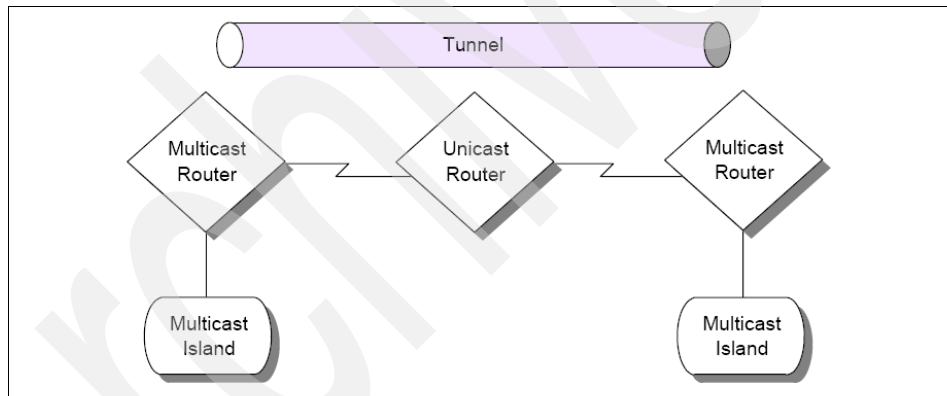 Tunnel
Multicast
Router
Unicast
Router
Multicast
Router
Multicast
Island
Multicast
Island